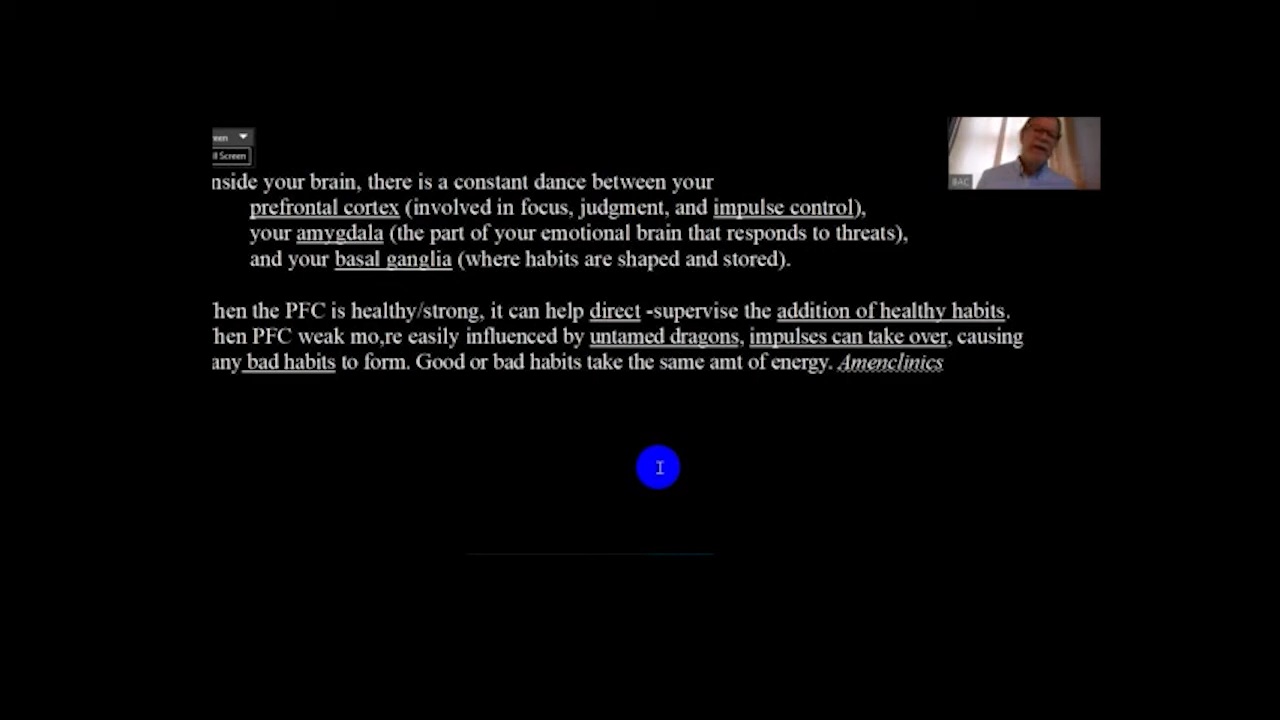 een
ll Screen
nside your brain, there is a constant dance between your
prefrontal cortex (involved in focus, judgment, and impulse control),
your amygdala (the part of your emotional brain that responds to threats),
and your basal ganglia (where habits are shaped and stored).
hen the PFC is healthy/strong, it can help direct -supervise the addition of healthy habits.
hen PFC weak mo,re easily influenced by untamed dragons, impulses can take over, causing
any bad habits to form. Good or bad habits take the same amt of energy. Amenclinics
BAC